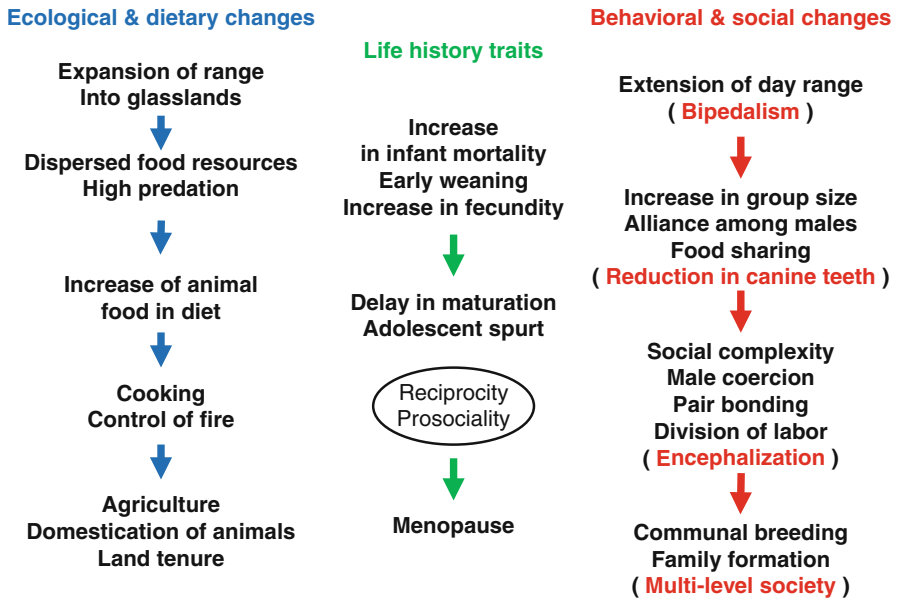 Ecological & dietary changes
Expansion of range
Into glasslands
Dispersed food resources
High predation
Increase of animal
food in diet
Cooking
Control of fire
Agriculture
Domestication of animals
Land tenure
Life history traits
Increase
in infant mortality
Early weaning
Increase in fecundity
Delay in maturation
Adolescent spurt
Reciprocity
Prosociality
Menopause
Behavioral & social changes
Extension of day range
( Bipedalism )
Increase in group size
Alliance among males
Food sharing
( Reduction in canine teeth )
Social complexity
Male coercion
Pair bonding
Division of labor
( Encephalization )
Communal breeding
Family formation
( Multi-level society )